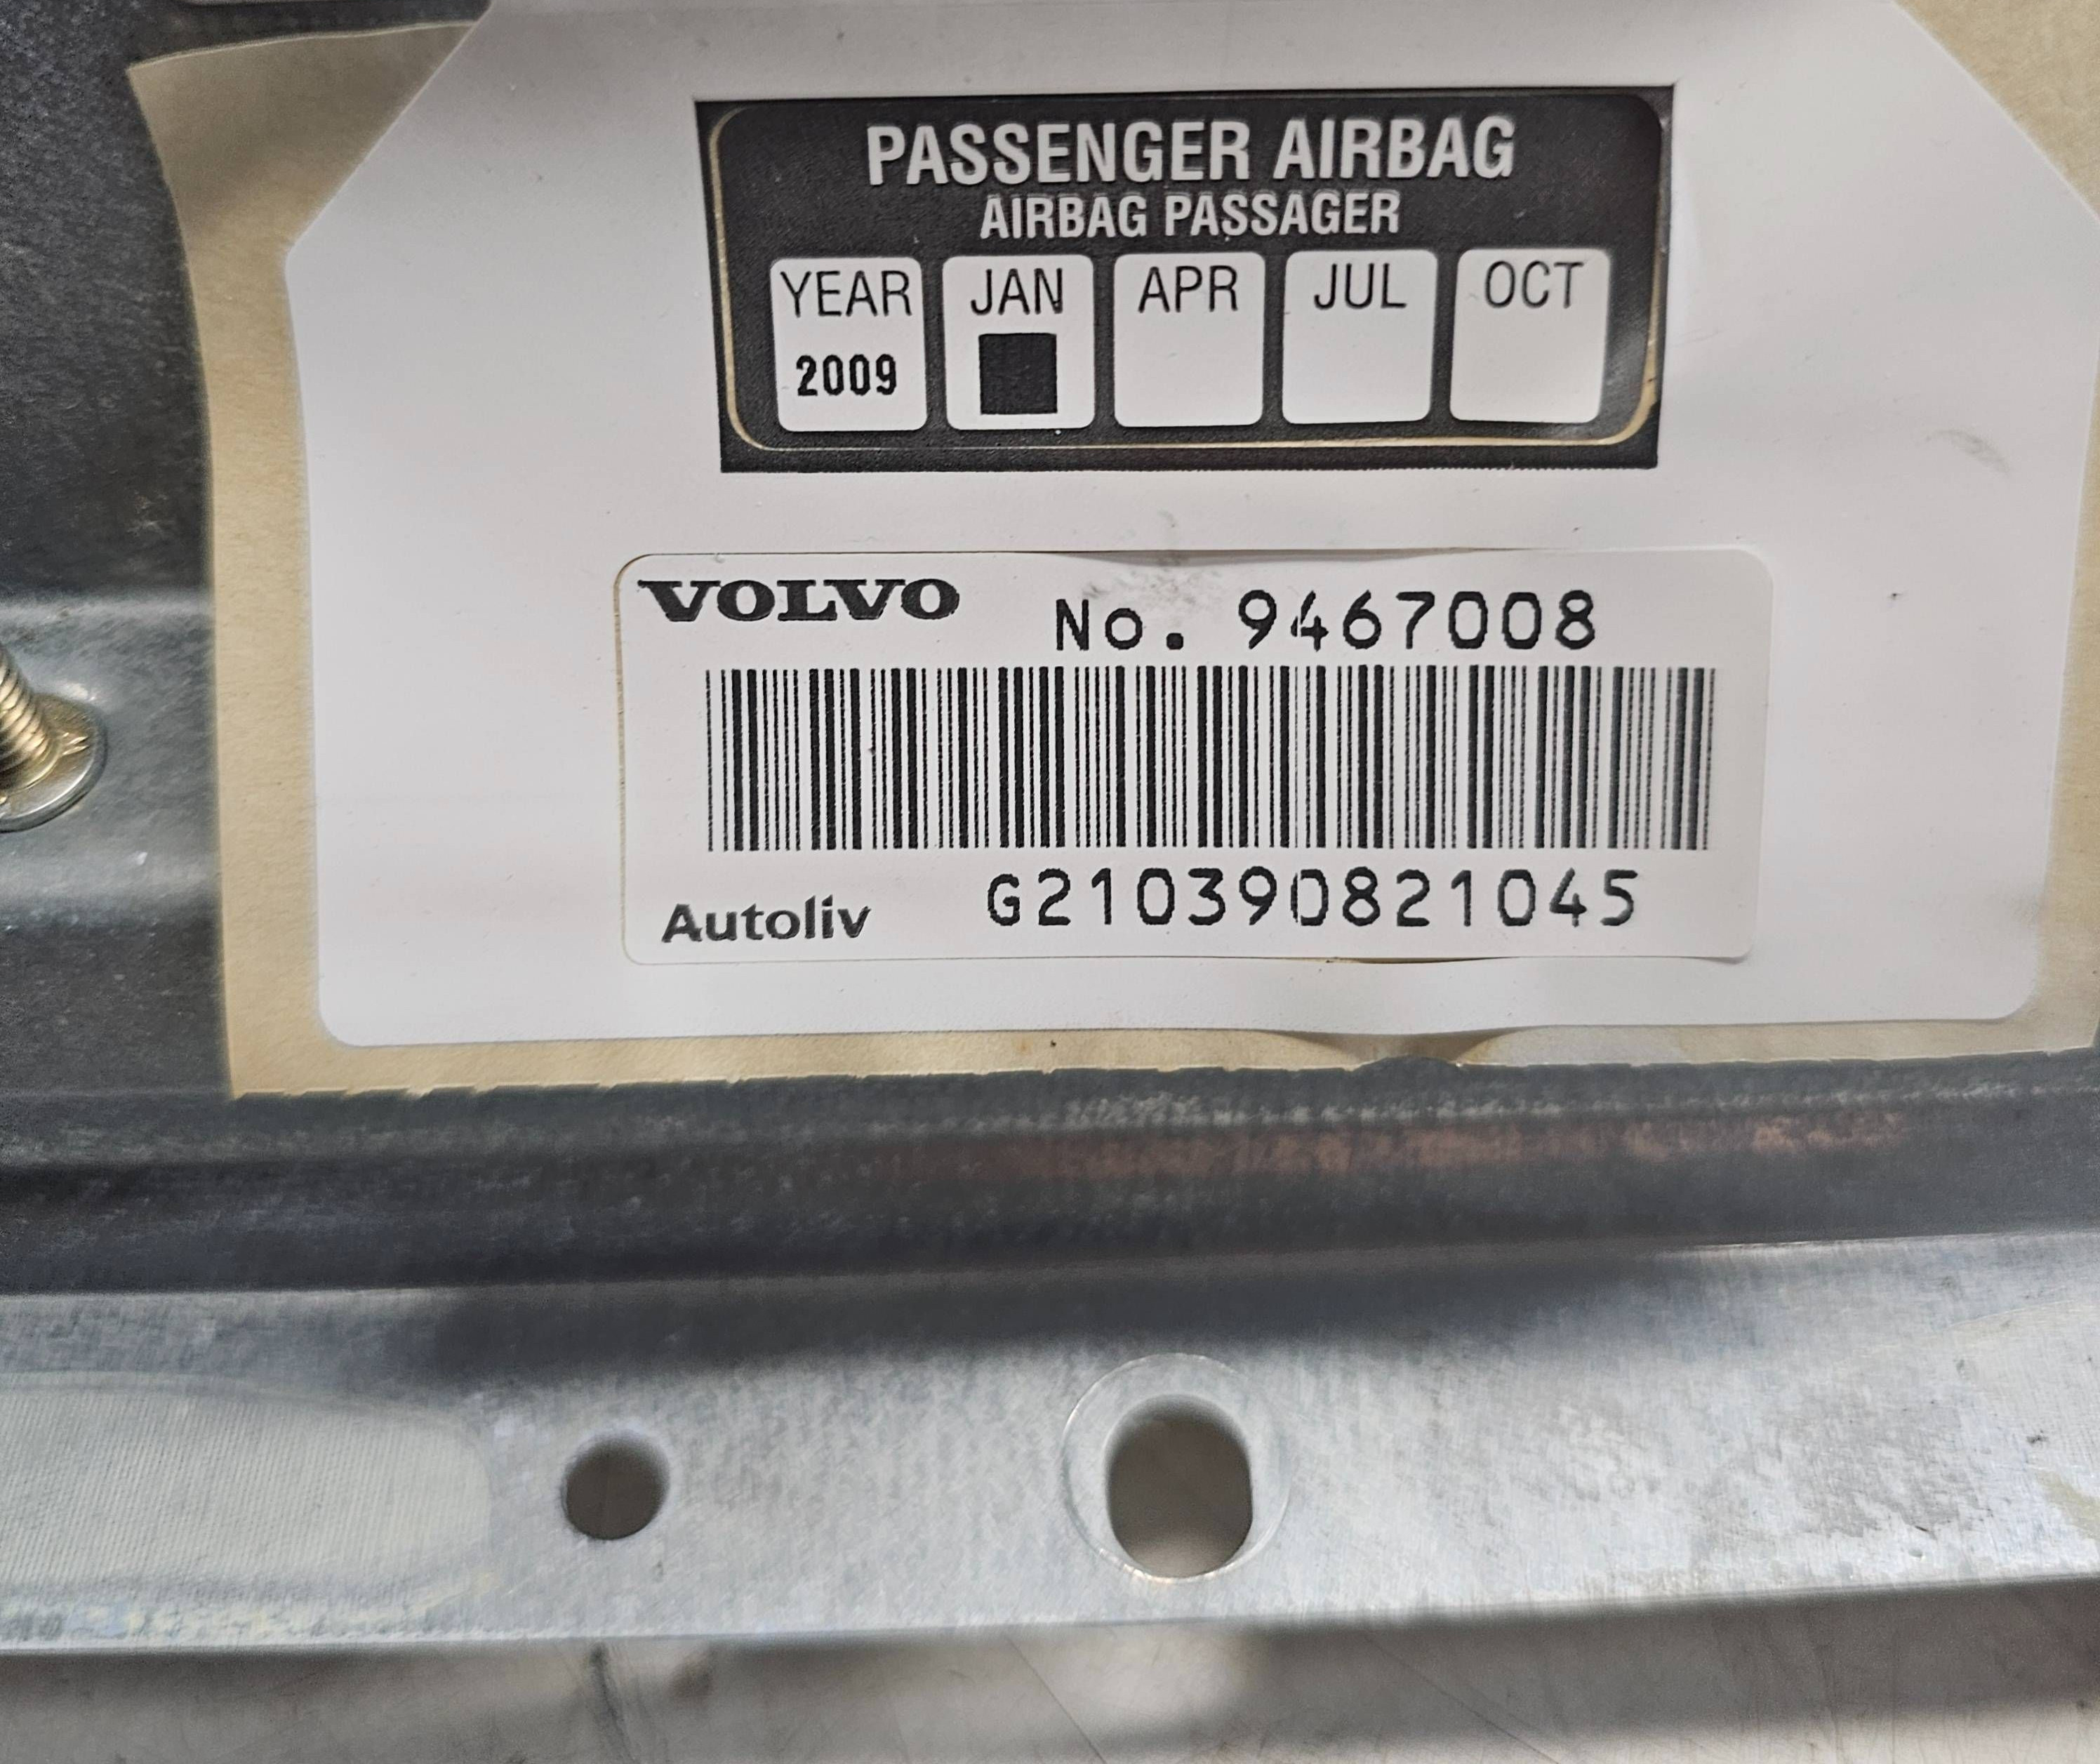 PASSENGER AIRBAG
AIRBAG PASSAGER
YEAR JAN APR JUL OCT
2009
VOLVO No. 9467008
Autoliv G210390821045